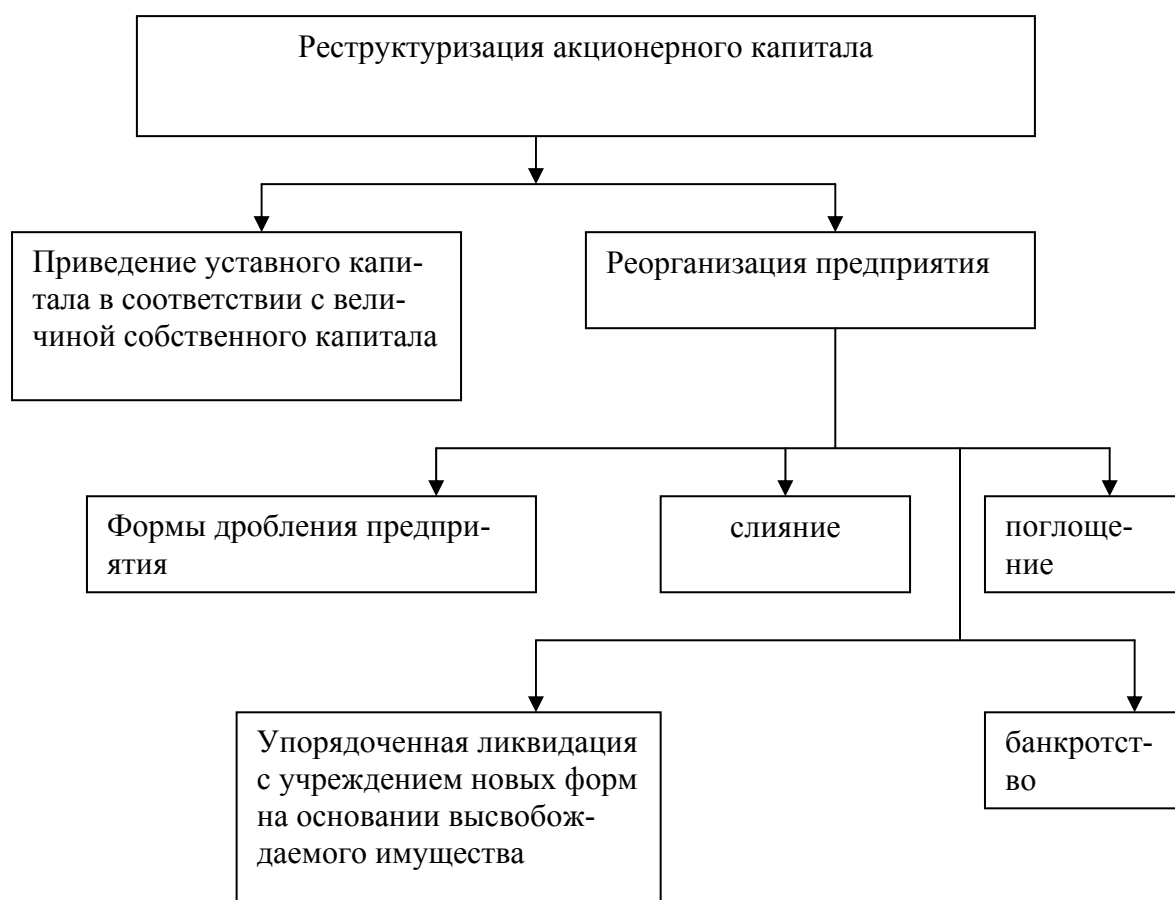 Реструктуризация акционерного капитала
Приведение уставного капи-
тала в соответствии с вели-
чиной собственного капитала
Реорганизация предприятия
Формы дробления предпри-
ятия
слияние
поглоще-
ние
Упорядоченная ликвидация
с учреждением новых форм
на основании высвобож-
даемого имущества
банкротст-
во